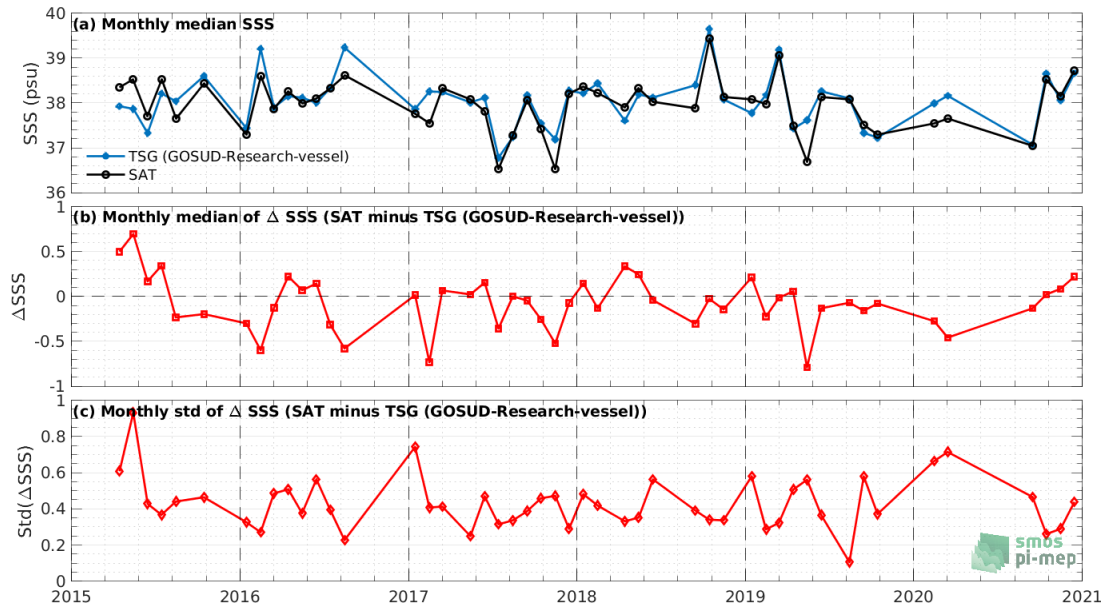 (a) Monthly median SSS
40
39
38
37
36
SSS (psu)
TSG (GOSUD-Research-vessel)
SAT
(b) Monthly median of Δ SSS (SAT minus TSG (GOSUD-Research-vessel))
1
0.5
0
-0.5
-1
ΔSSS
(c) Monthly std of Δ SSS (SAT minus TSG (GOSUD-Research-vessel))
1
0.8
0.6
0.4
0.2
0
Std(ΔSSS)
smos
pi-mep
2015 2016 2017 2018 2019 2020 2021